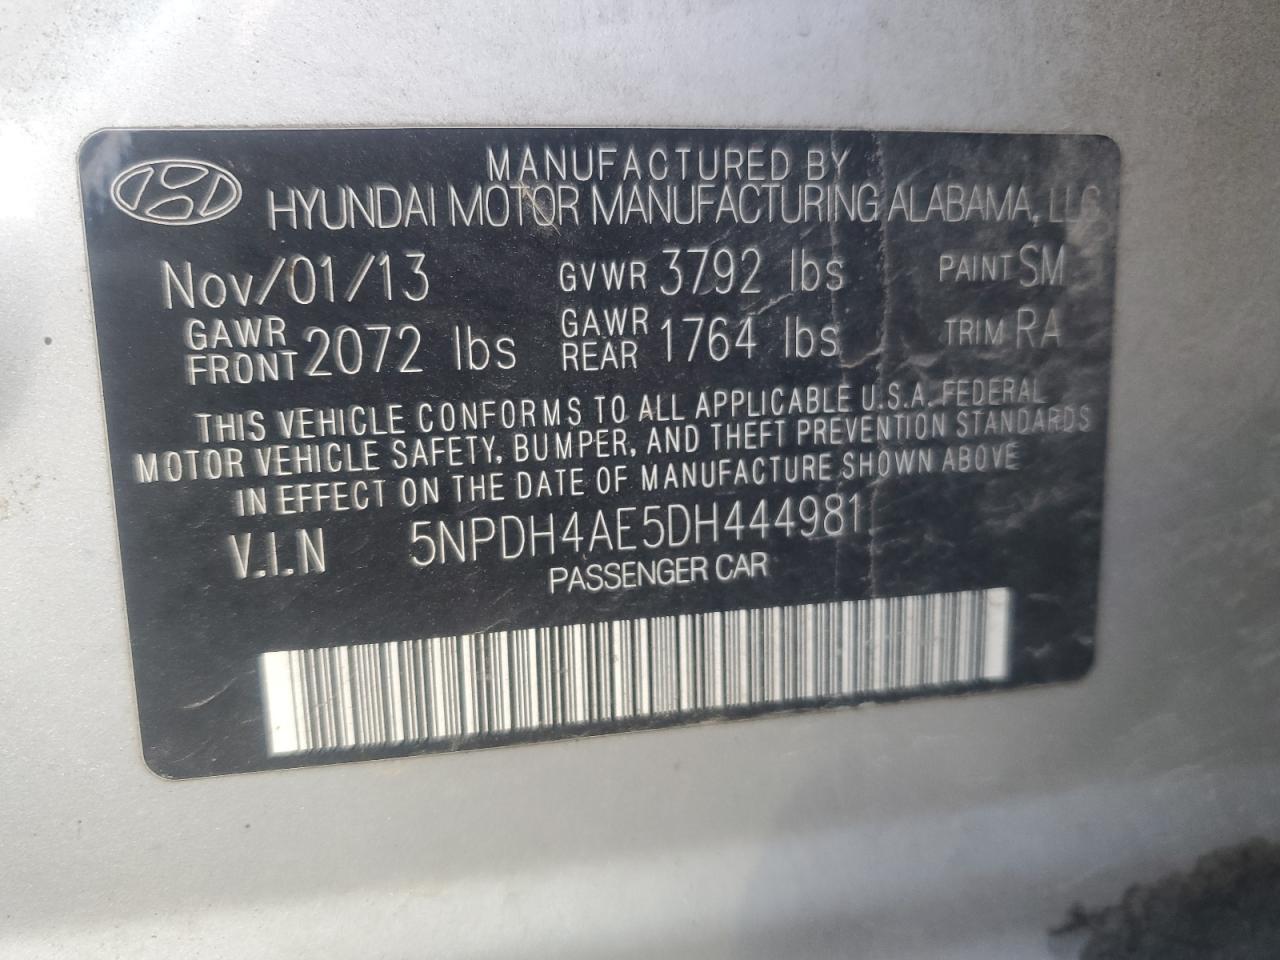 MANUFACTURED BY
HYUNDAI MOTOR MANUFACTURING ALABAMA, LLC
Nov/01/13 GVWR 3792 lbs PAINT SM
GAWR FRONT 2072 lbs GAWR REAR 1764 lbs TRIM RA
THIS VEHICLE CONFORMS TO ALL APPLICABLE U.S.A. FEDERAL
MOTOR VEHICLE SAFETY, BUMPER, AND THEFT PREVENTION STANDARDS
IN EFFECT ON THE DATE OF MANUFACTURE SHOWN ABOVE
V.I.N 5NPDH4AE5DH444981
PASSENGER CAR